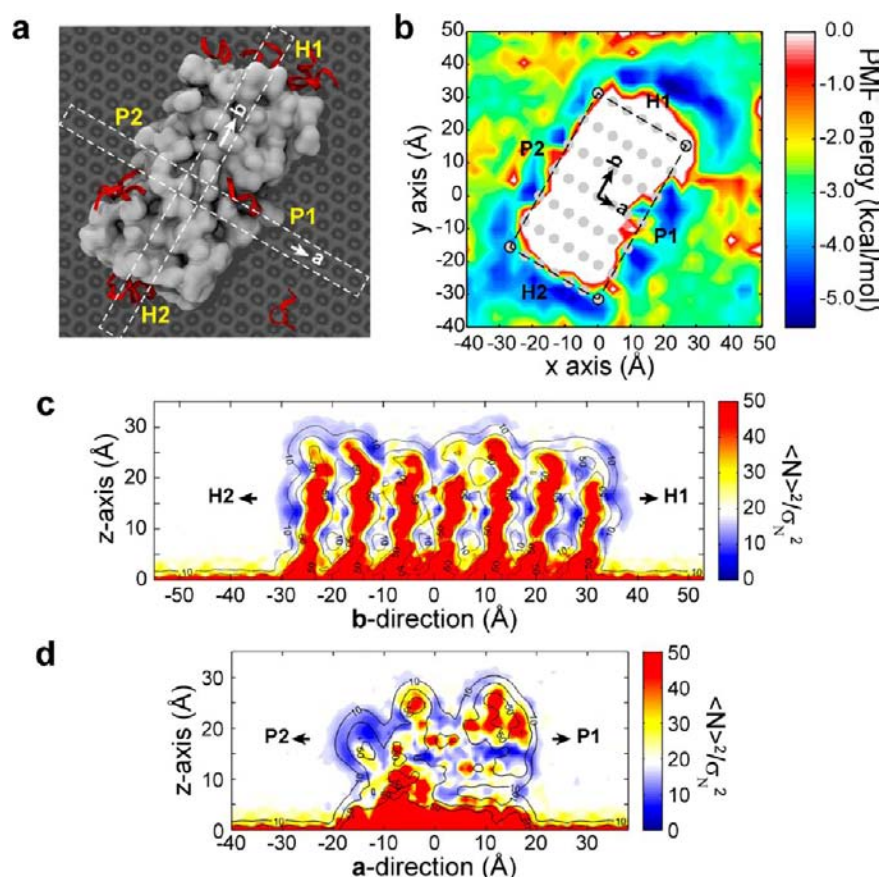 a
H1
b
P2
P1
a
H2
b
50
40
30
20
10
0
-10
-20
-30
-40
y axis (Å)
H1
P2
b
a
P1
H2
-40 -30 -20 -10 0 10 20 30 40 50
x axis (Å)
0.0
-1.0
-2.0
-3.0
-4.0
-5.0
PMF energy (kcal/mol)
c
30
20
10
0
z-axis (Å)
H2
H1
-50 -40 -30 -20 -10 0 10 20 30 40 50
b-direction (Å)
50
40
30
20
10
0
<N>²/σ_N²
d
30
20
10
0
z-axis (Å)
P2
P1
-40 -30 -20 -10 0 10 20 30
a-direction (Å)
50
40
30
20
10
0
<N>²/σ_N²